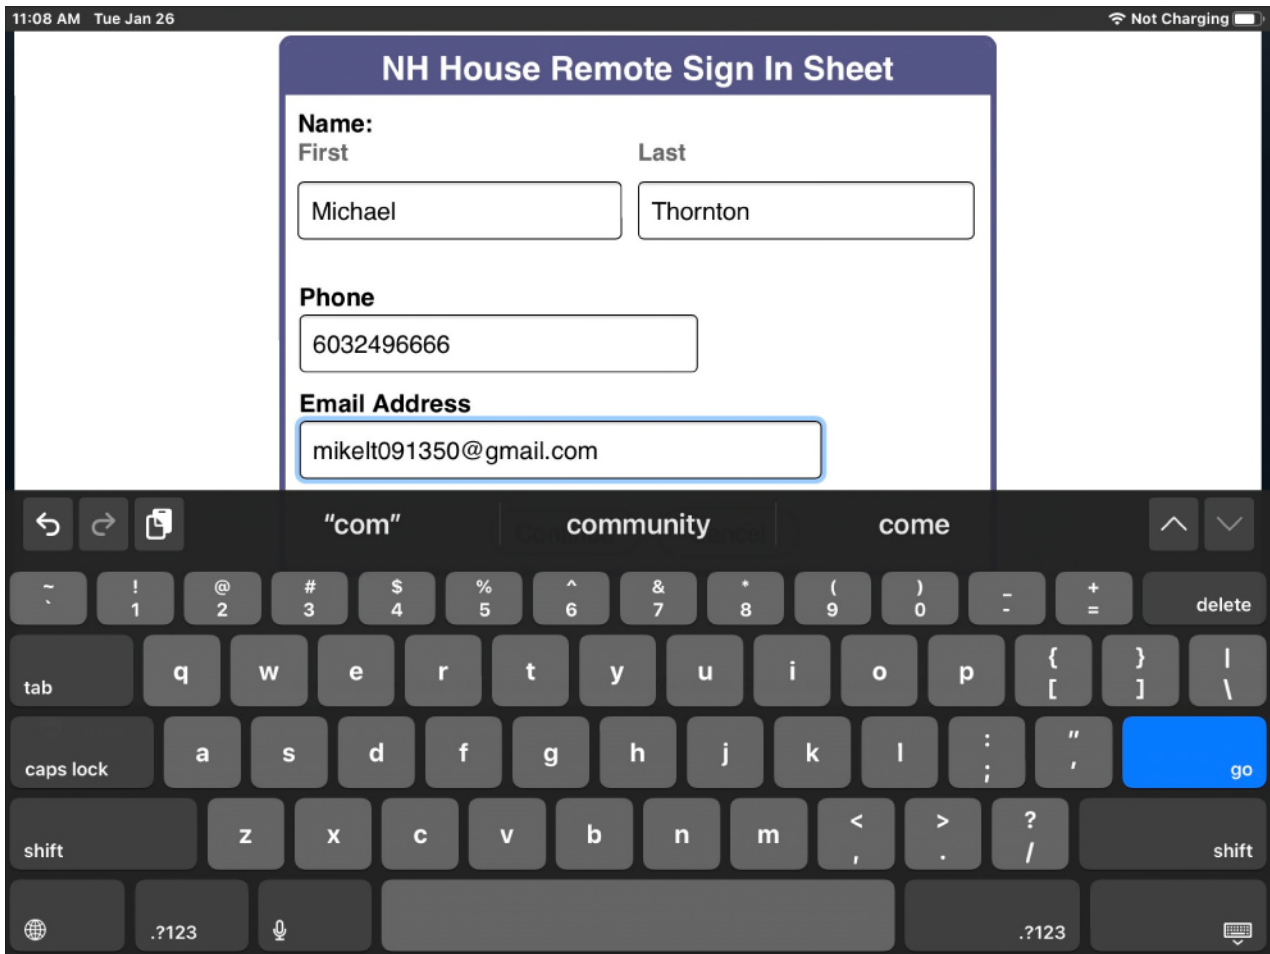 11:08 AM Tue Jan 26 Not Charging
NH House Remote Sign In Sheet
Name:
First Last
Michael Thornton
Phone
6032496666
Email Address
mikelt091350@gmail.com
“com” community come
~ ! @ # $ % ^ & * ( ) _ +
` 1 2 3 4 5 6 7 8 9 0 - = delete
tab q w e r t y u i o p { [ } ] | \
caps lock a s d f g h j k l : ; " ' go
shift z x c v b n m < , > . ? / shift
.?123 .?123